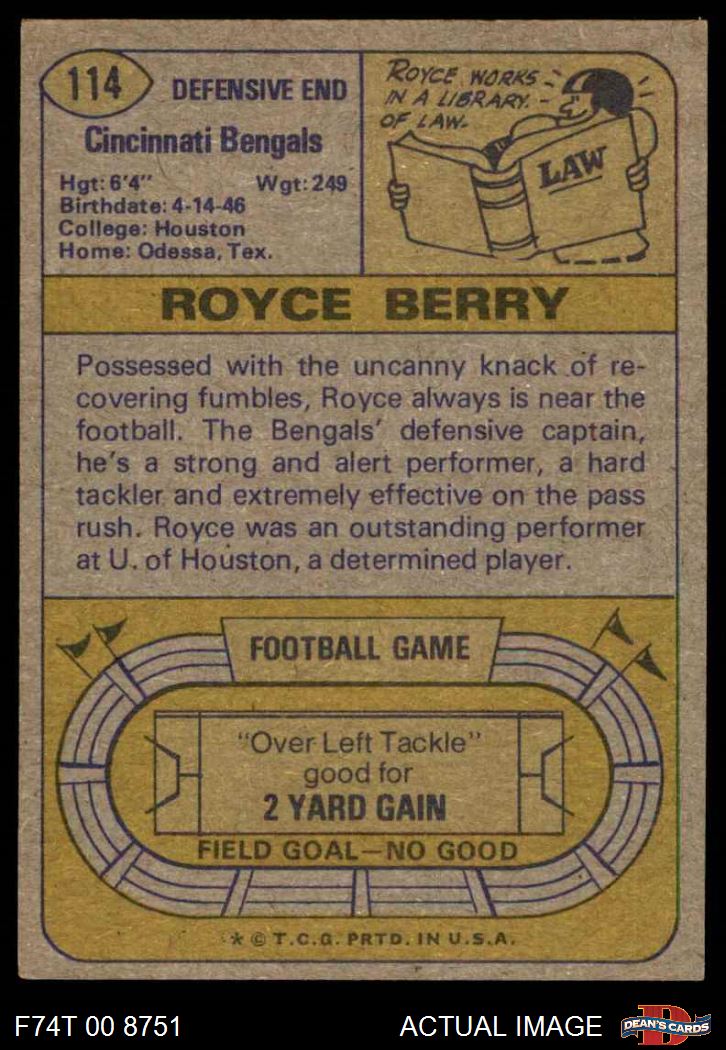 114
DEFENSIVE END
Cincinnati Bengals
Hgt: 6'4" Wgt: 249
Birthdate: 4-14-46
College: Houston
Home: Odessa, Tex.
ROYCE WORKS
IN A LIBRARY
OF LAW.
LAW
ROYCE BERRY
Possessed with the uncanny knack of re-
covering fumbles, Royce always is near the
football. The Bengals' defensive captain,
he's a strong and alert performer, a hard
tackler and extremely effective on the pass
rush. Royce was an outstanding performer
at U. of Houston, a determined player.
FOOTBALL GAME
"Over Left Tackle"
good for
2 YARD GAIN
FIELD GOAL—NO GOOD
* © T.C.G. PRTD. IN U.S.A.
F74T 00 8751 ACTUAL IMAGE
DEAN'S CARDS